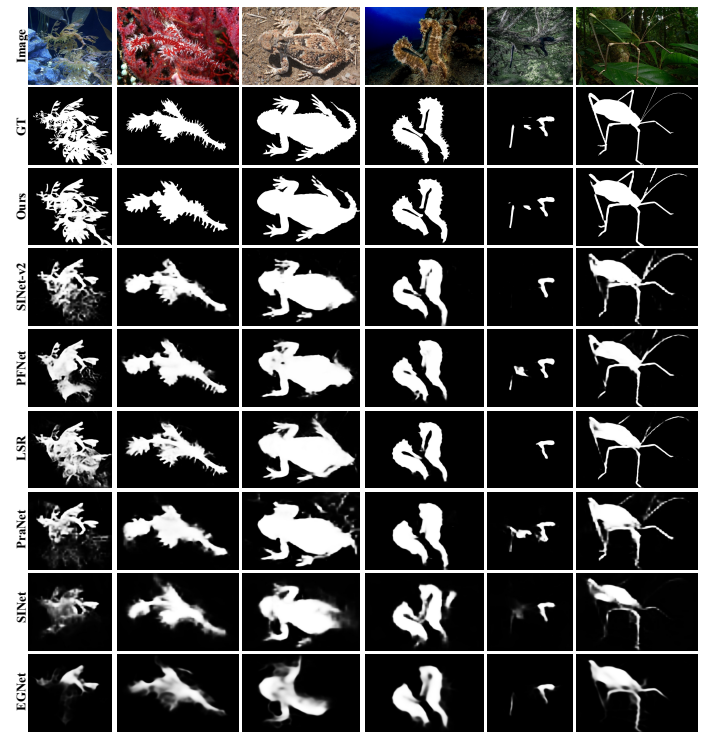 Image
GT
Ours
SINet-v2
PFNet
LSR
PraNet
SINet
EGNet